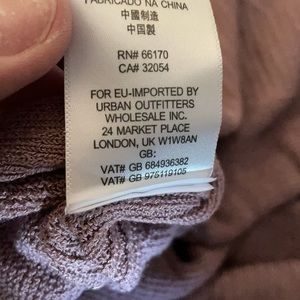 FABRICADO NA CHINA
中國製造
中国製
RN# 66170
CA# 32054
FOR EU-IMPORTED BY
URBAN OUTFITTERS
WHOLESALE INC.
24 MARKET PLACE
LONDON, UK W1W8AN
GB:
VAT# GB 684936382
VAT# GB 975119105